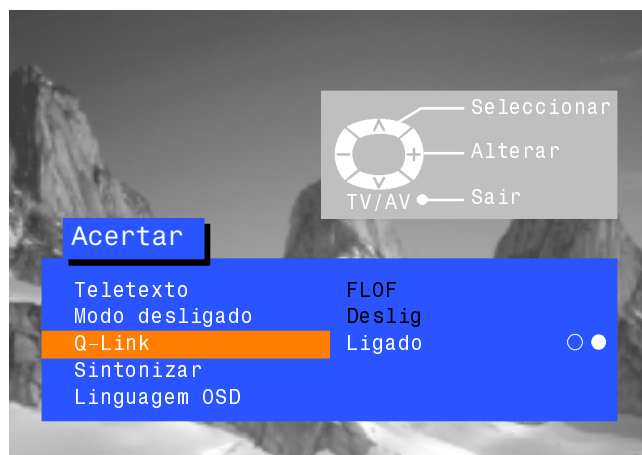 Seleccionar
Alterar
TV/AV Sair
Acertar
Teletexto FLOF
Modo desligado Deslig
Q-Link Ligado
Sintonizar
Linguagem OSD